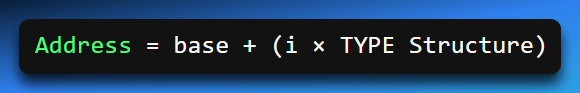 Address = base + (i × TYPE Structure)